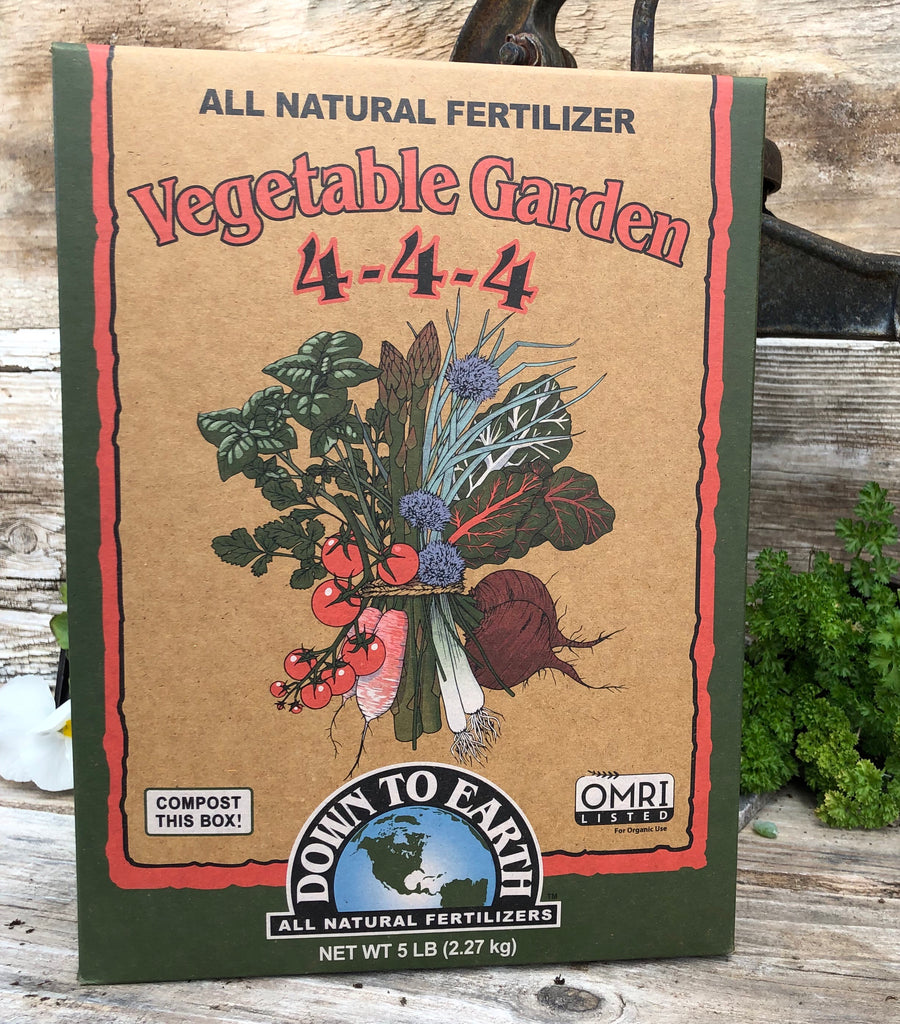 ALL NATURAL FERTILIZER
Vegetable Garden
4-4-4
COMPOST
THIS BOX!
OMRI
LISTED
For Organic Use
DOWN TO EARTH
TM
ALL NATURAL FERTILIZERS
NET WT 5 LB (2.27 kg)